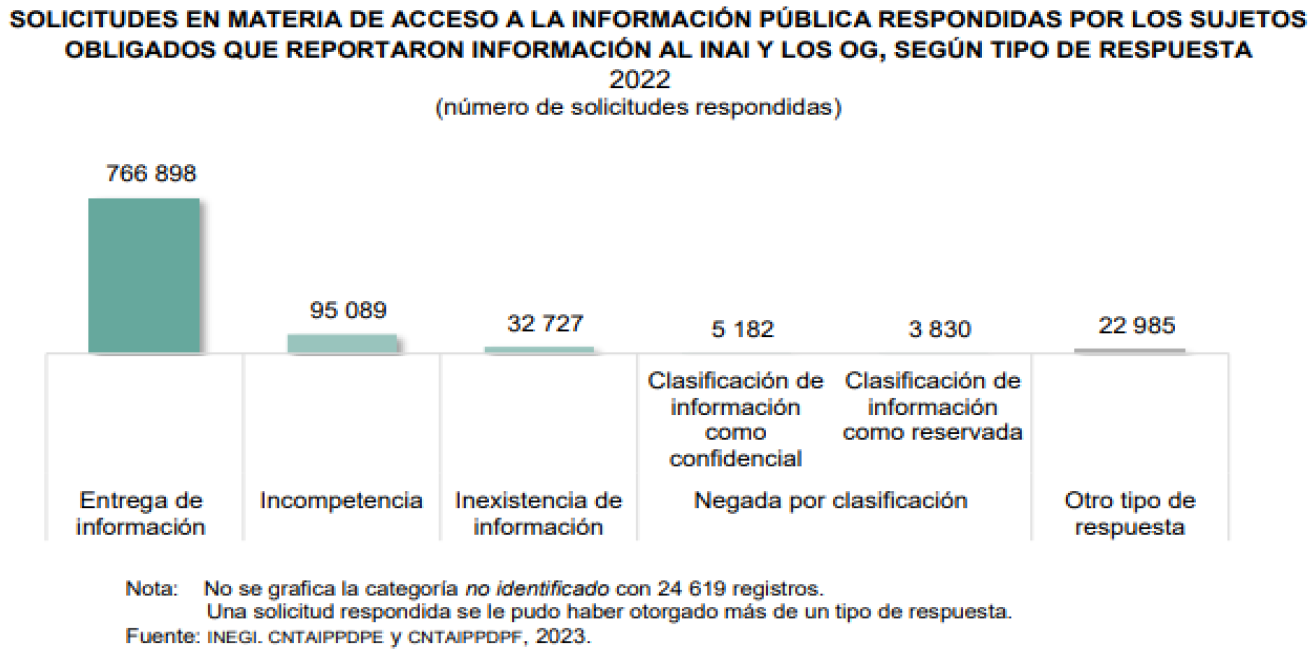 SOLICITUDES EN MATERIA DE ACCESO A LA INFORMACIÓN PÚBLICA RESPONDIDAS POR LOS SUJETOS
OBLIGADOS QUE REPORTARON INFORMACIÓN AL INAI Y LOS OG, SEGÚN TIPO DE RESPUESTA
2022
(número de solicitudes respondidas)
766 898
95 089
32 727
5 182
3 830
22 985
Clasificación de
información
como
confidencial
Clasificación de
información
como reservada
Entrega de
información
Incompetencia
Inexistencia de
información
Negada por clasificación
Otro tipo de
respuesta
Nota: No se grafica la categoría no identificado con 24 619 registros.
Una solicitud respondida se le pudo haber otorgado más de un tipo de respuesta.
Fuente: INEGI. CNTAIPPDPE y CNTAIPPDPF, 2023.